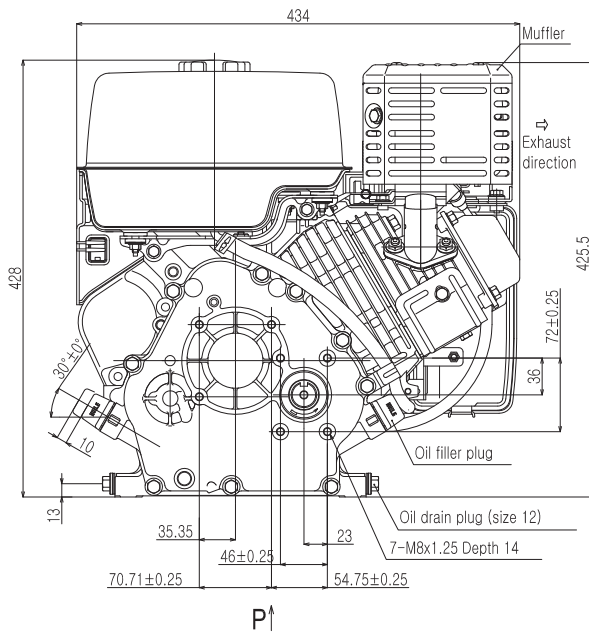 434
Muffler
Exhaust
direction
428
425.5
72±0.25
36
30°±0°
10
13
Oil filler plug
Oil drain plug (size 12)
7-M8x1.25 Depth 14
35.35
23
46±0.25
70.71±0.25
54.75±0.25
P